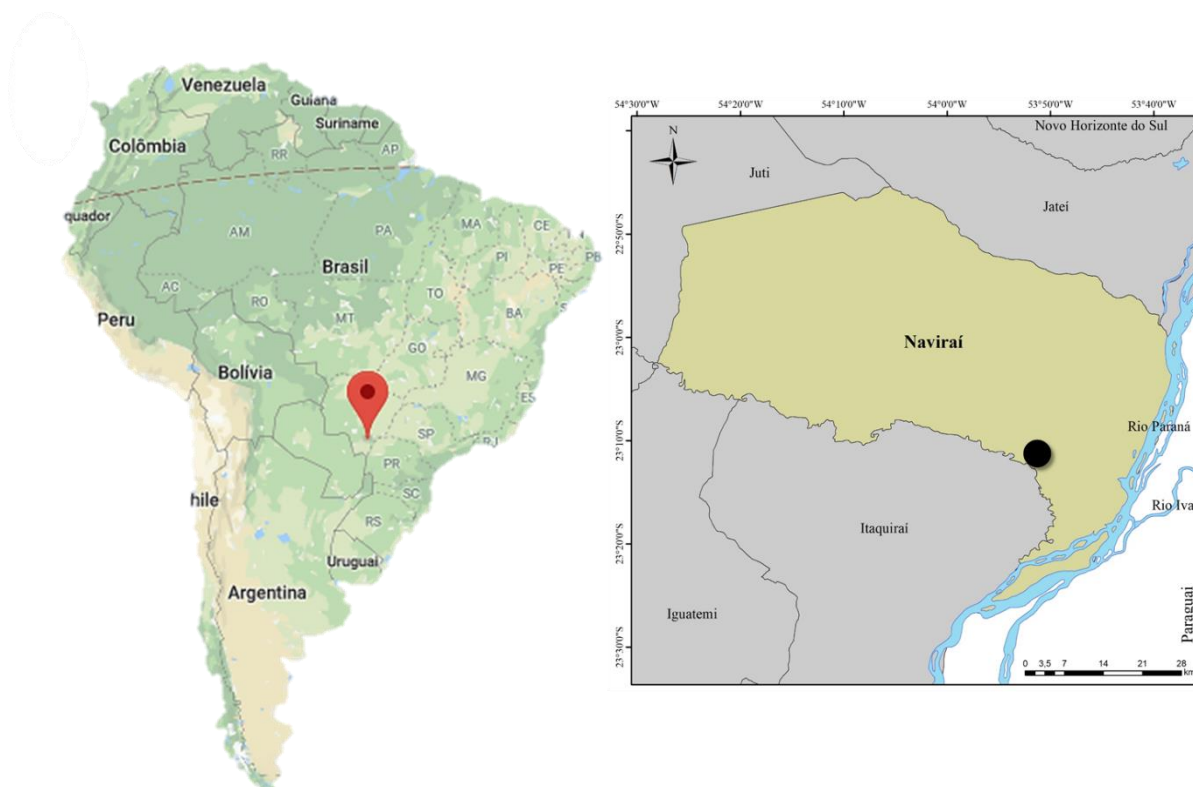 Venezuela
Guiana
Suriname
Colômbia
RR
AP
quador
AM
PA
MA
CE
Brasil
PI
PB
PE
AC
TO
RO
Peru
MT
BA
S
GO
Bolívia
MG
ES
SP
RJ
PR
SC
hile
RS
Uruguai
Argentina
54°30'0"W
54°20'0"W
54°10'0"W
54°0'0"W
53°50'0"W
53°40'0"W
N
Novo Horizonte do Sul
Juti
Jateí
22°50'0"S
23°0'0"S
Naviraí
23°10'0"S
Rio Paraná
Rio Iva
Itaquiraí
23°20'0"S
Iguatemi
Paraguai
23°30'0"S
0 3,5 7 14 21 28
km